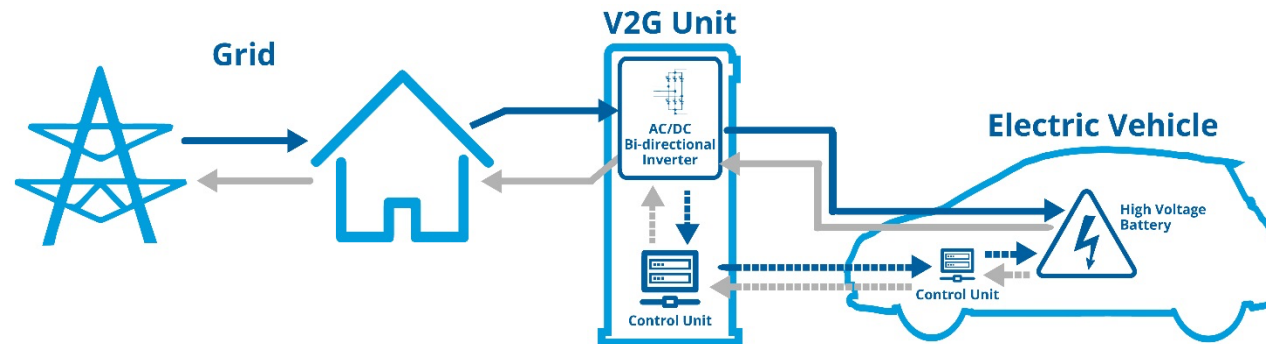 V2G Unit
Grid
AC/DC
Bi-directional
Inverter
Electric Vehicle
High Voltage
Battery
Control Unit
Control Unit